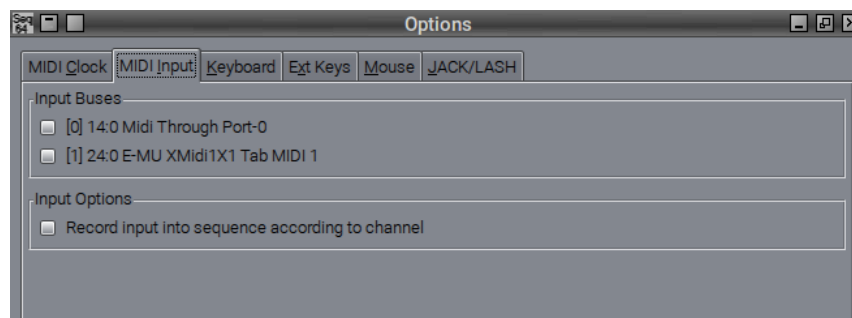 Seq
64
Options
MIDI Clock MIDI Input Keyboard Ext Keys Mouse JACK/LASH
Input Buses
[0] 14:0 Midi Through Port-0
[1] 24:0 E-MU XMidi1X1 Tab MIDI 1
Input Options
Record input into sequence according to channel